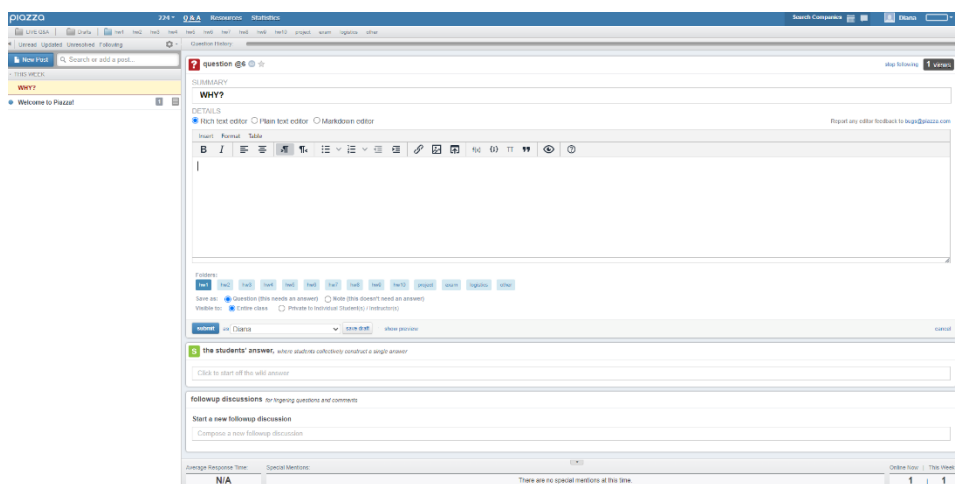 piazza 224 Q & A Resources Statistics Search Companies Diana
LIVE Q&A Drafts hw1 hw2 hw3 hw4 hw5 hw6 hw7 hw8 hw9 hw10 project exam logistics other
Unread Updated Unresolved Following
Question History:
New Post Search or add a post...
THIS WEEK
WHY?
Welcome to Piazza! 1
question @6
stop following 1 views
SUMMARY
WHY?
DETAILS
Rich text editor Plain text editor Markdown editor
Report any editor feedback to bugs@piazza.com
Insert Format Table
B I f(x) {;} TT
Folders:
hw1 hw2 hw3 hw4 hw5 hw6 hw7 hw8 hw9 hw10 project exam logistics other
Save as: Question (this needs an answer) Note (this doesn't need an answer)
Visible to: Entire class Private to Individual Student(s) / Instructor(s)
submit as Diana save draft show preview cancel
S the students' answer, where students collectively construct a single answer
Click to start off the wiki answer
followup discussions for lingering questions and comments
Start a new followup discussion
Compose a new followup discussion
Average Response Time: Special Mentions: Online Now | This Week
N/A There are no special mentions at this time. 1 | 1